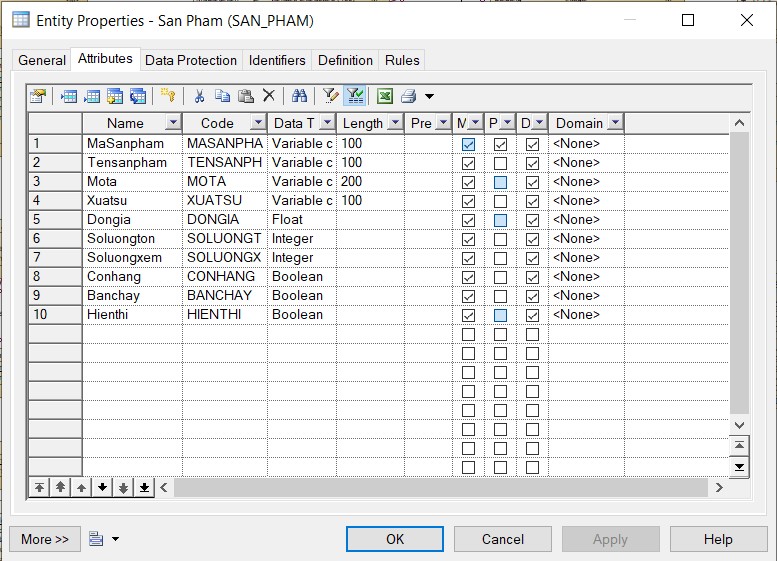 Entity Properties - San Pham (SAN_PHAM)
General Attributes Data Protection Identifiers Definition Rules
Name Code Data T Length Pre M P D Domain
1 MaSanpham MASANPHA Variable c 100 <None>
2 Tensanpham TENSANPH Variable c 100 <None>
3 Mota MOTA Variable c 200 <None>
4 Xuatsu XUATSU Variable c 100 <None>
5 Dongia DONGIA Float <None>
6 Soluongton SOLUONGT Integer <None>
7 Soluongxem SOLUONGX Integer <None>
8 Conhang CONHANG Boolean <None>
9 Banchay BANCHAY Boolean <None>
10 Hienthi HIENTHI Boolean <None>
More >> OK Cancel Apply Help